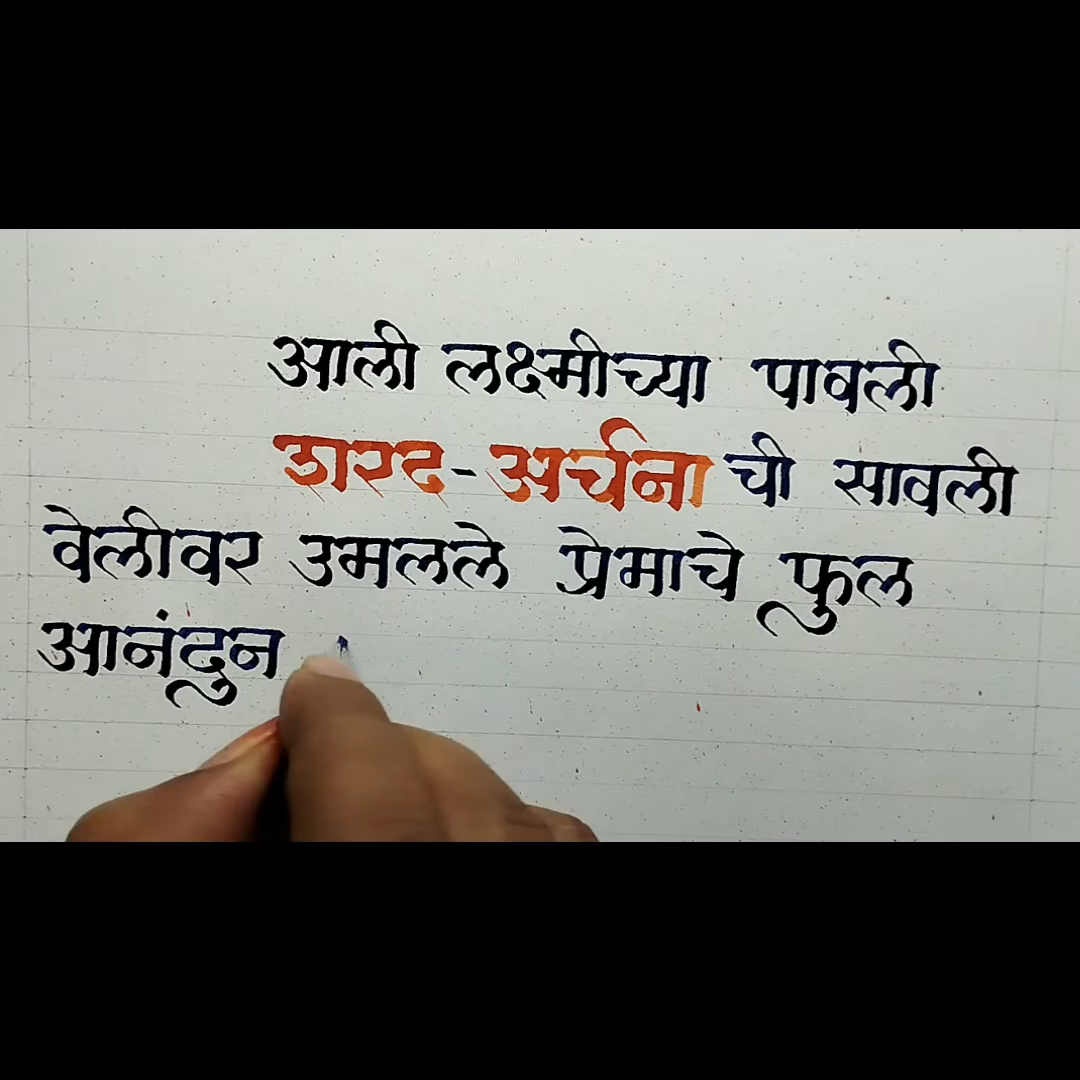 आली लक्ष्मीच्या पावली
शरद-अर्चना ची सावली
वेलीवर उमलले प्रेमाचे फुल
आनंदुन